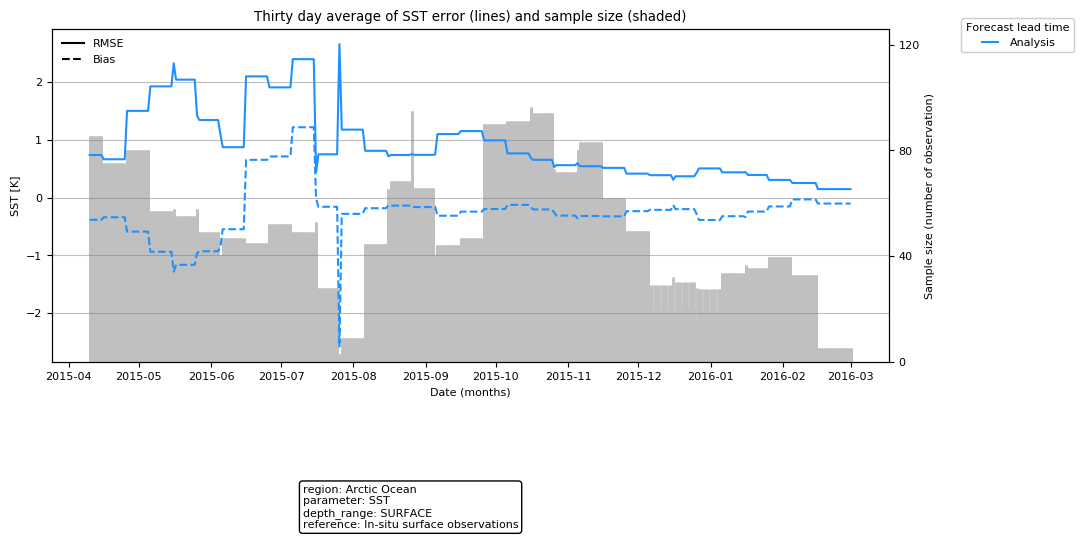 Thirty day average of SST error (lines) and sample size (shaded)
Forecast lead time
Analysis
RMSE
Bias
SST [K]
2
1
0
−1
−2
120
80
40
0
Sample size (number of observation)
2015-04 2015-05 2015-06 2015-07 2015-08 2015-09 2015-10 2015-11 2015-12 2016-01 2016-02 2016-03
Date (months)
region: Arctic Ocean
parameter: SST
depth_range: SURFACE
reference: In-situ surface observations